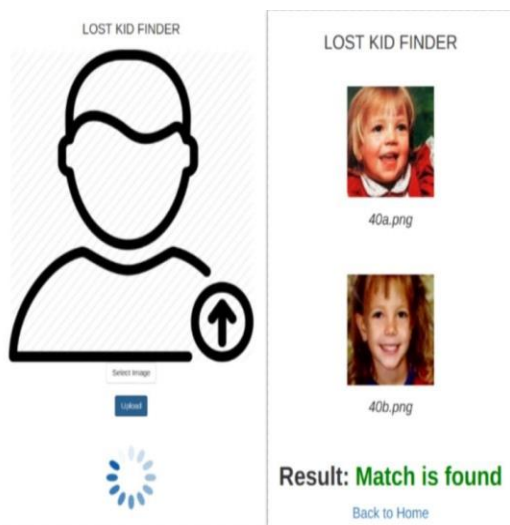 LOST KID FINDER
Select Image
Upload
LOST KID FINDER
40a.png
40b.png
Result: Match is found
Back to Home